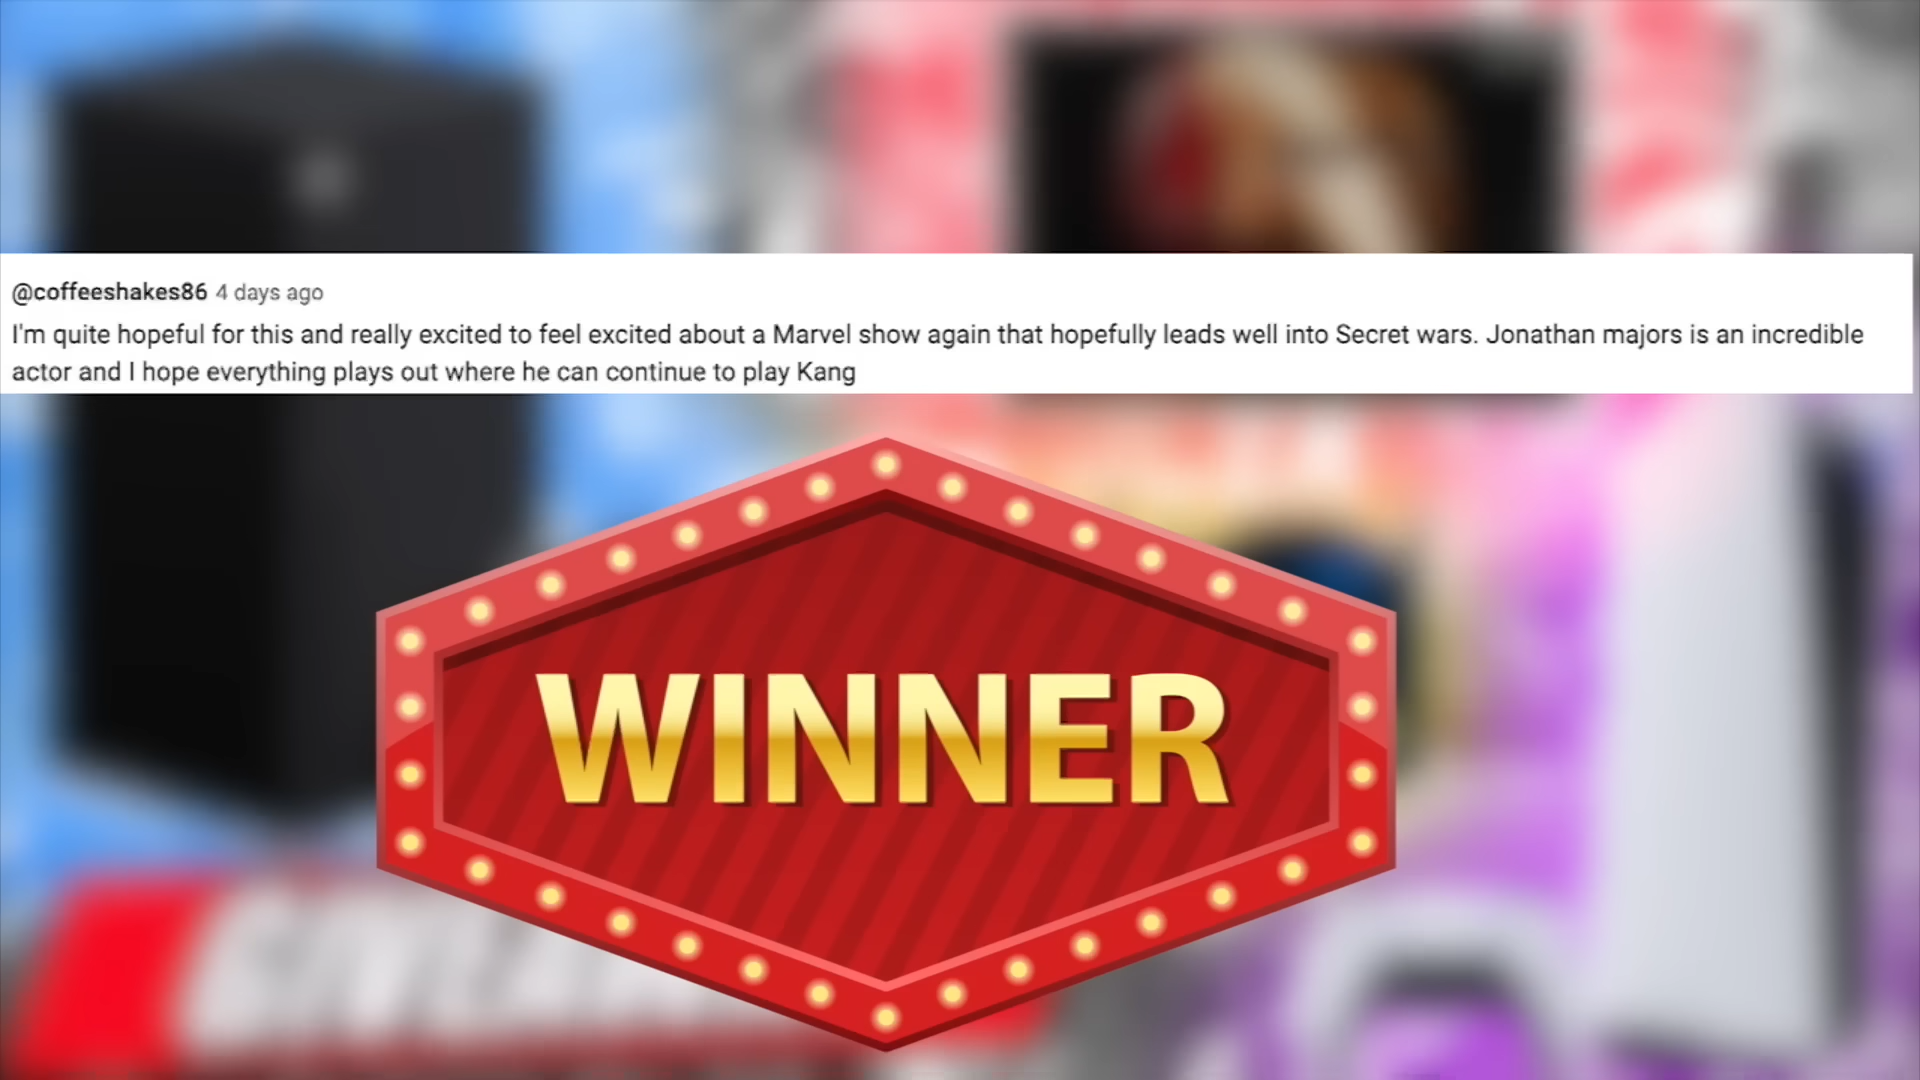 @coffeeshakes86 4 days ago
I'm quite hopeful for this and really excited to feel excited about a Marvel show again that hopefully leads well into Secret wars. Jonathan majors is an incredible
actor and I hope everything plays out where he can continue to play Kang
WINNER